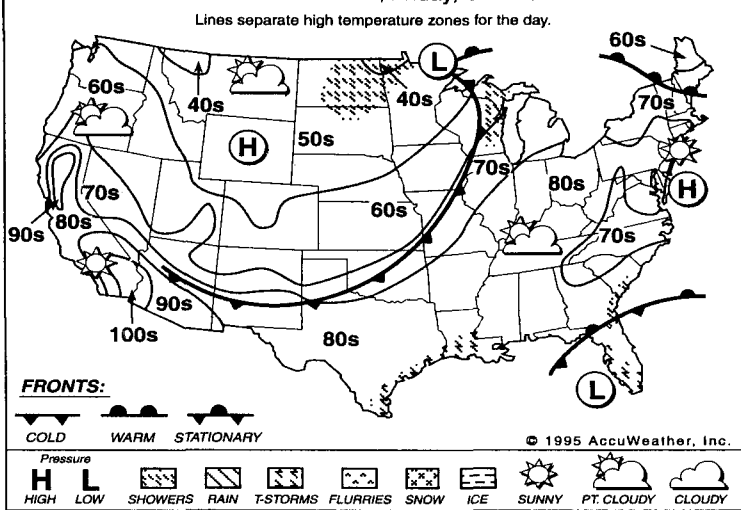 Lines separate high temperature zones for the day.
60s
60s
L
40s
40s
70s
H
50s
70s
70s
80s
H
60s
90s
80s
70s
90s
100s
80s
L
FRONTS:
COLD WARM STATIONARY
© 1995 AccuWeather, Inc.
Pressure
H L
HIGH LOW SHOWERS RAIN T-STORMS FLURRIES SNOW ICE SUNNY PT. CLOUDY CLOUDY